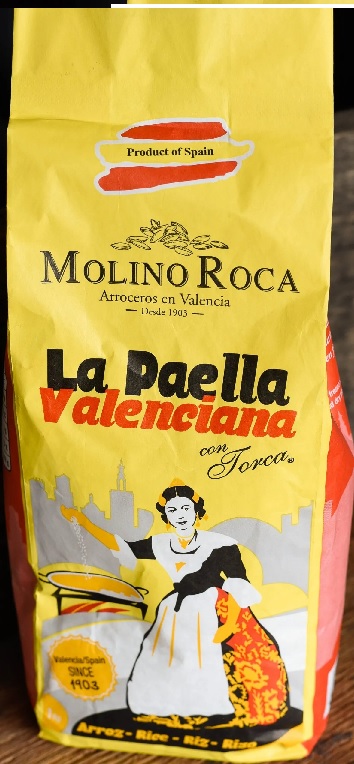 Product of Spain
MOLINO ROCA
Arroceros en Valencia
— Desde 1903 —
La Paella
Valenciana
con
Torca®
Valencia/Spain
SINCE
1903
Arroz - Rice - Riz - Riso